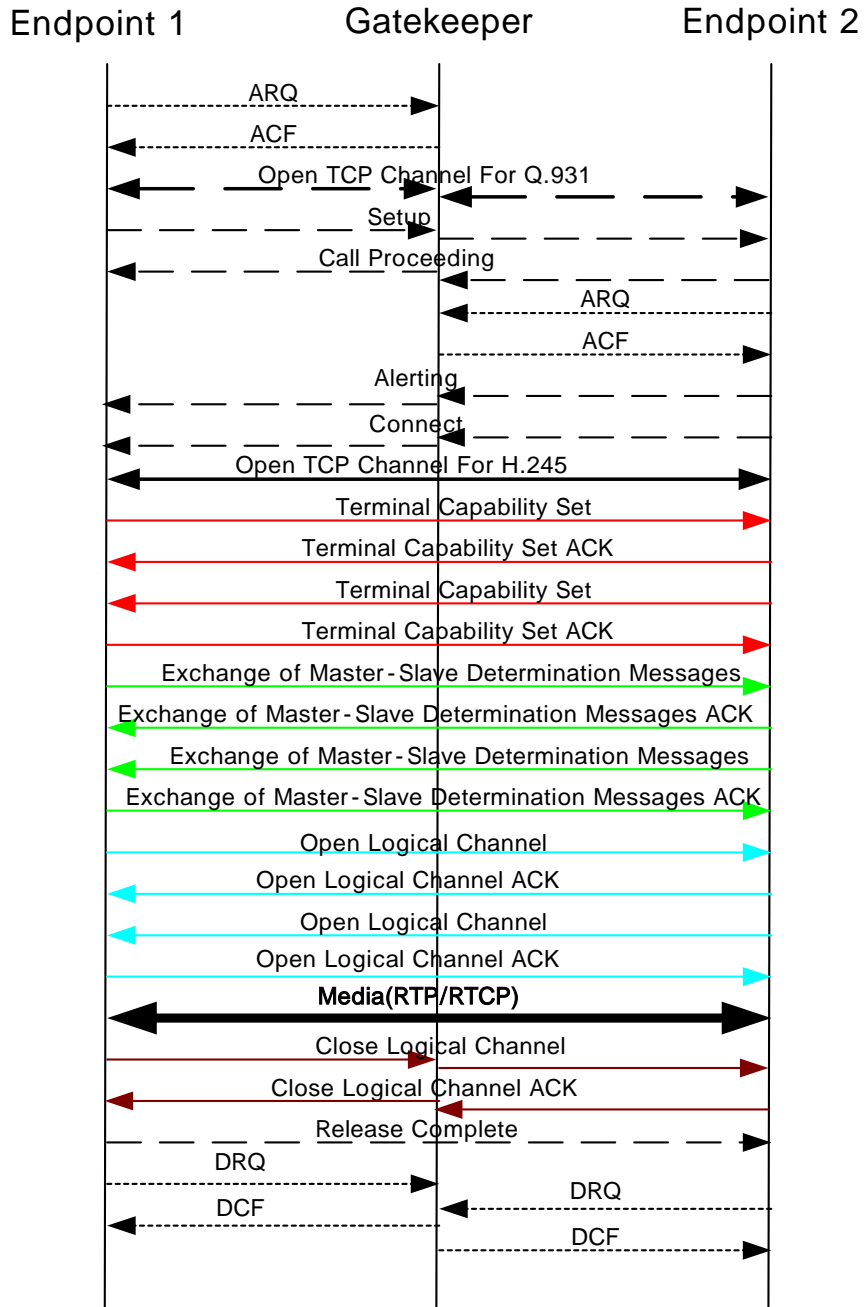 Endpoint 1
Gatekeeper
Endpoint 2
ARQ
ACF
Open TCP Channel For Q.931
Setup
Call Proceeding
ARQ
ACF
Alerting
Connect
Open TCP Channel For H.245
Terminal Capability Set
Terminal Capability Set ACK
Terminal Capability Set
Terminal Capability Set ACK
Exchange of Master-Slave Determination Messages
Exchange of Master-Slave Determination Messages ACK
Exchange of Master-Slave Determination Messages
Exchange of Master-Slave Determination Messages ACK
Open Logical Channel
Open Logical Channel ACK
Open Logical Channel
Open Logical Channel ACK
Media(RTP/RTCP)
Close Logical Channel
Close Logical Channel ACK
Release Complete
DRQ
DRQ
DCF
DCF